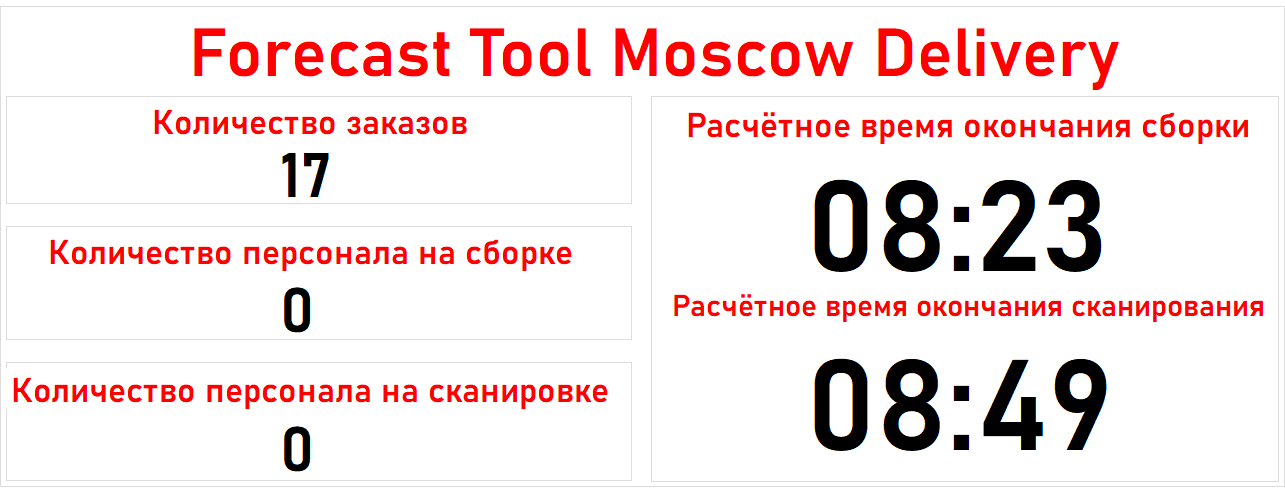 Forecast Tool Moscow Delivery
Количество заказов
17
Количество персонала на сборке
0
Количество персонала на сканировке
0
Расчётное время окончания сборки
08:23
Расчётное время окончания сканирования
08:49